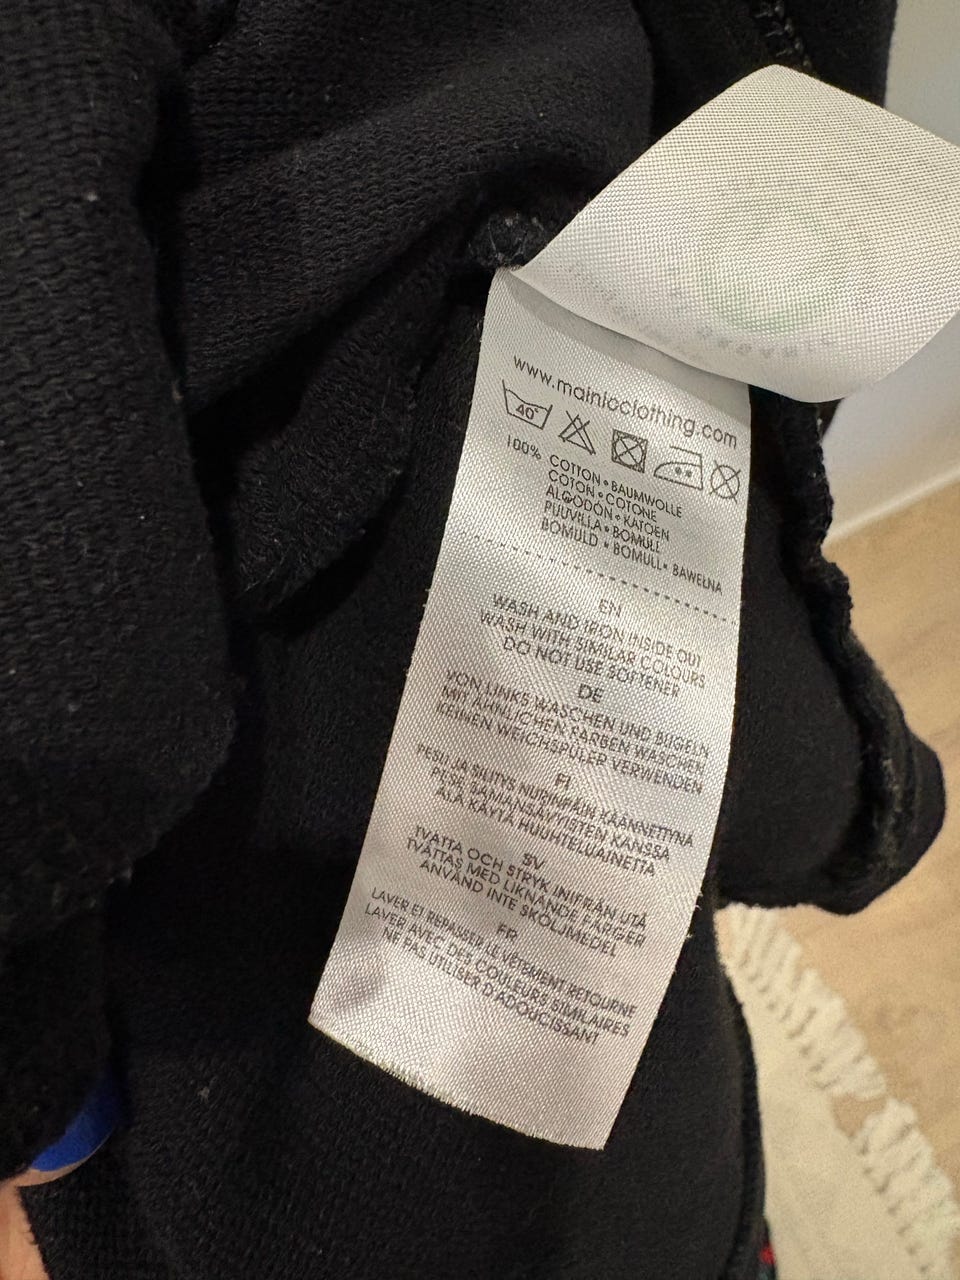 www.mainioclothing.com
40°
100% COTTON • BAUMWOLLE
COTON • COTONE
ALGODÓN • KATOEN
PUUVILLA • BOMULL
BOMULD • BOMULL • BAWEŁNA
EN
WASH AND IRON INSIDE OUT
WASH WITH SIMILAR COLOURS
DO NOT USE SOFTENER
DE
VON LINKS WASCHEN UND BÜGELN
MIT ÄHNLICHEN FARBEN WASCHEN
KEINEN WEICHSPÜLER VERWENDEN
FI
PESU JA SILITYS NURINPÄIN KÄÄNNETTYNÄ
PESU SAMANSÄVYISTEN KANSSA
ÄLÄ KÄYTÄ HUUHTELUAINETTA
SV
TVÄTTA OCH STRYK INIFRÅN UTÅ
TVÄTTAS MED LIKNANDE FÄRGER
ANVÄND INTE SKÖLJMEDEL
FR
LAVER ET REPASSER LE VÊTEMENT RETOURNE
LAVER AVEC DES COULEURS SIMILAIRES
NE PAS UTILISER D'ADOUCISSANT